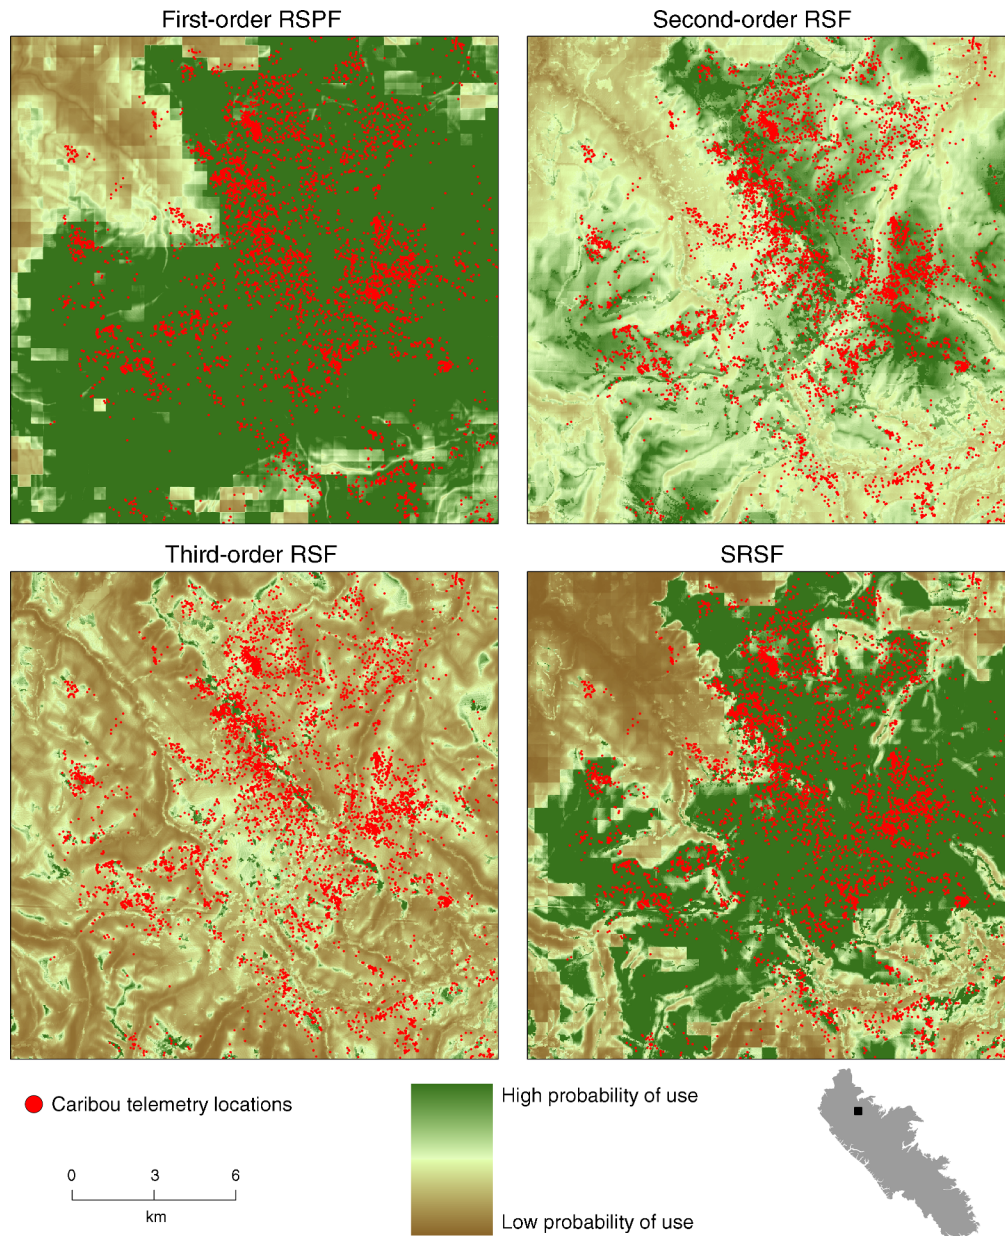 First-order RSPF
Second-order RSF
Third-order RSF
SRSF
Caribou telemetry locations
0 3 6
km
High probability of use
Low probability of use